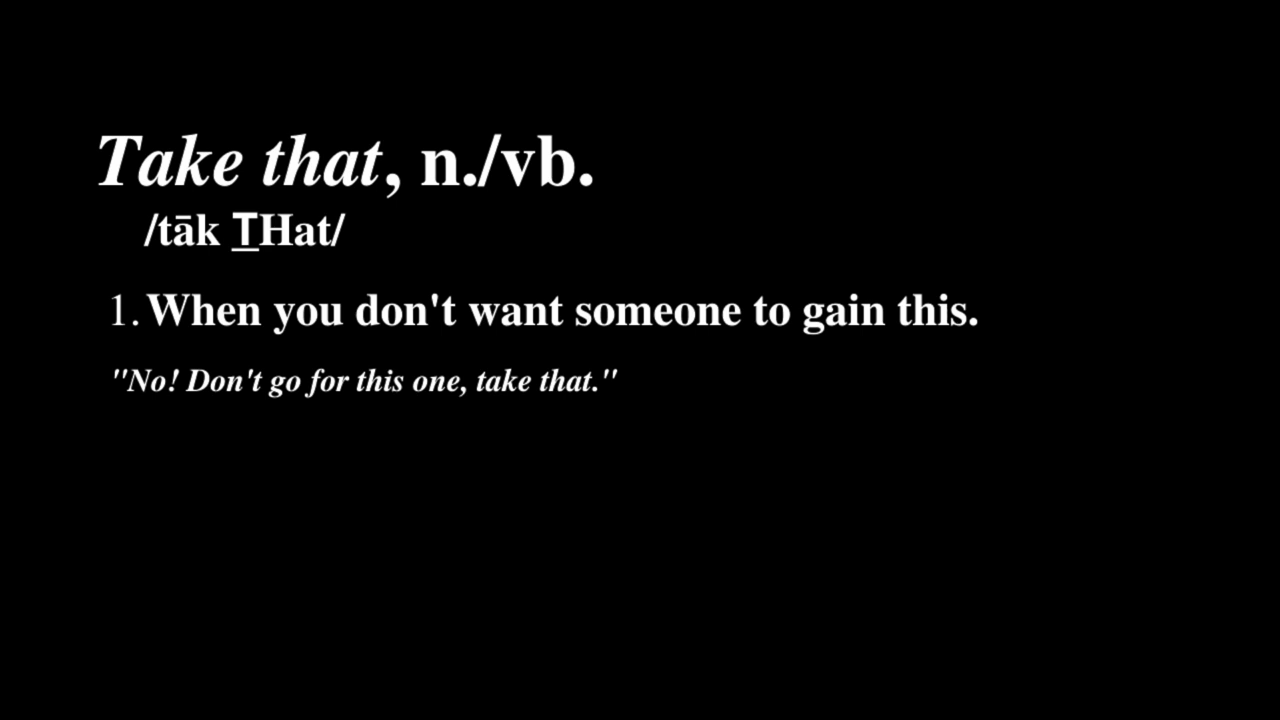 Take that, n./vb.
/tāk T̲Hat/
1. When you don't want someone to gain this.
"No! Don't go for this one, take that."